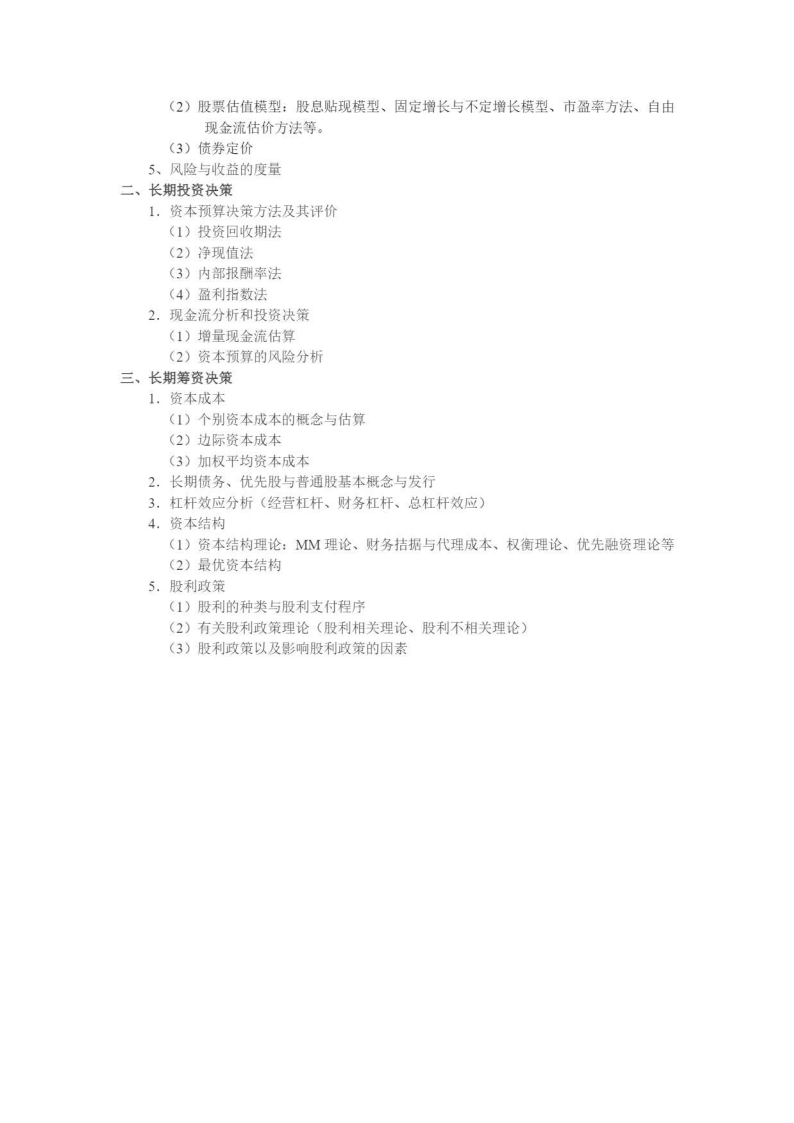 （2）股票估值模型：股息贴现模型、固定增长与不定增长模型、市盈率方法、自由
现金流估价方法等。
（3）债券定价
5、风险与收益的度量
二、长期投资决策
1．资本预算决策方法及其评价
（1）投资回收期法
（2）净现值法
（3）内部报酬率法
（4）盈利指数法
2．现金流分析和投资决策
（1）增量现金流估算
（2）资本预算的风险分析
三、长期筹资决策
1．资本成本
（1）个别资本成本的概念与估算
（2）边际资本成本
（3）加权平均资本成本
2．长期债务、优先股与普通股基本概念与发行
3．杠杆效应分析（经营杠杆、财务杠杆、总杠杆效应）
4．资本结构
（1）资本结构理论：MM 理论、财务拮据与代理成本、权衡理论、优先融资理论等
（2）最优资本结构
5．股利政策
（1）股利的种类与股利支付程序
（2）有关股利政策理论（股利相关理论、股利不相关理论）
（3）股利政策以及影响股利政策的因素